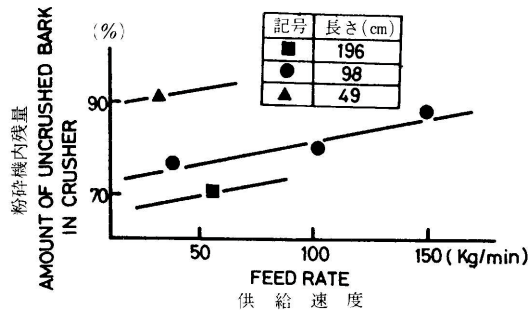 (%)
記号 長さ(cm)
■ 196
● 98
▲ 49
90
70
粉砕機内残量
AMOUNT OF UNCRUSHED BARK
IN CRUSHER
50 100 150 (Kg/min)
FEED RATE
供給速度